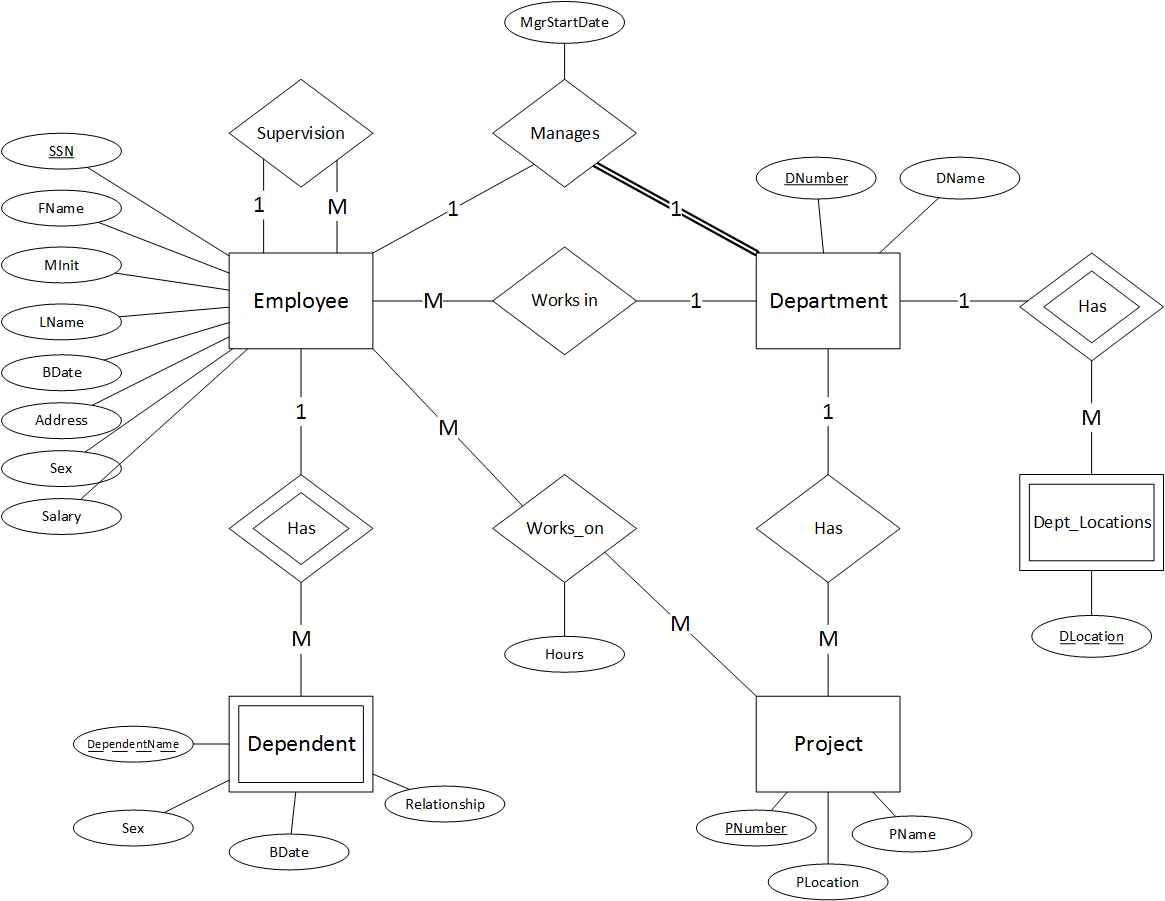 MgrStartDate
Supervision
Manages
SSN
DNumber
DName
FName
1
M
1
1
MInit
Employee
M
Works in
1
Department
1
Has
LName
BDate
Address
Sex
Salary
1
M
1
M
Has
Works_on
Has
Dept_Locations
M
M
M
DLocation
Hours
DependentName
Dependent
Project
Relationship
Sex
BDate
PNumber
PName
PLocation